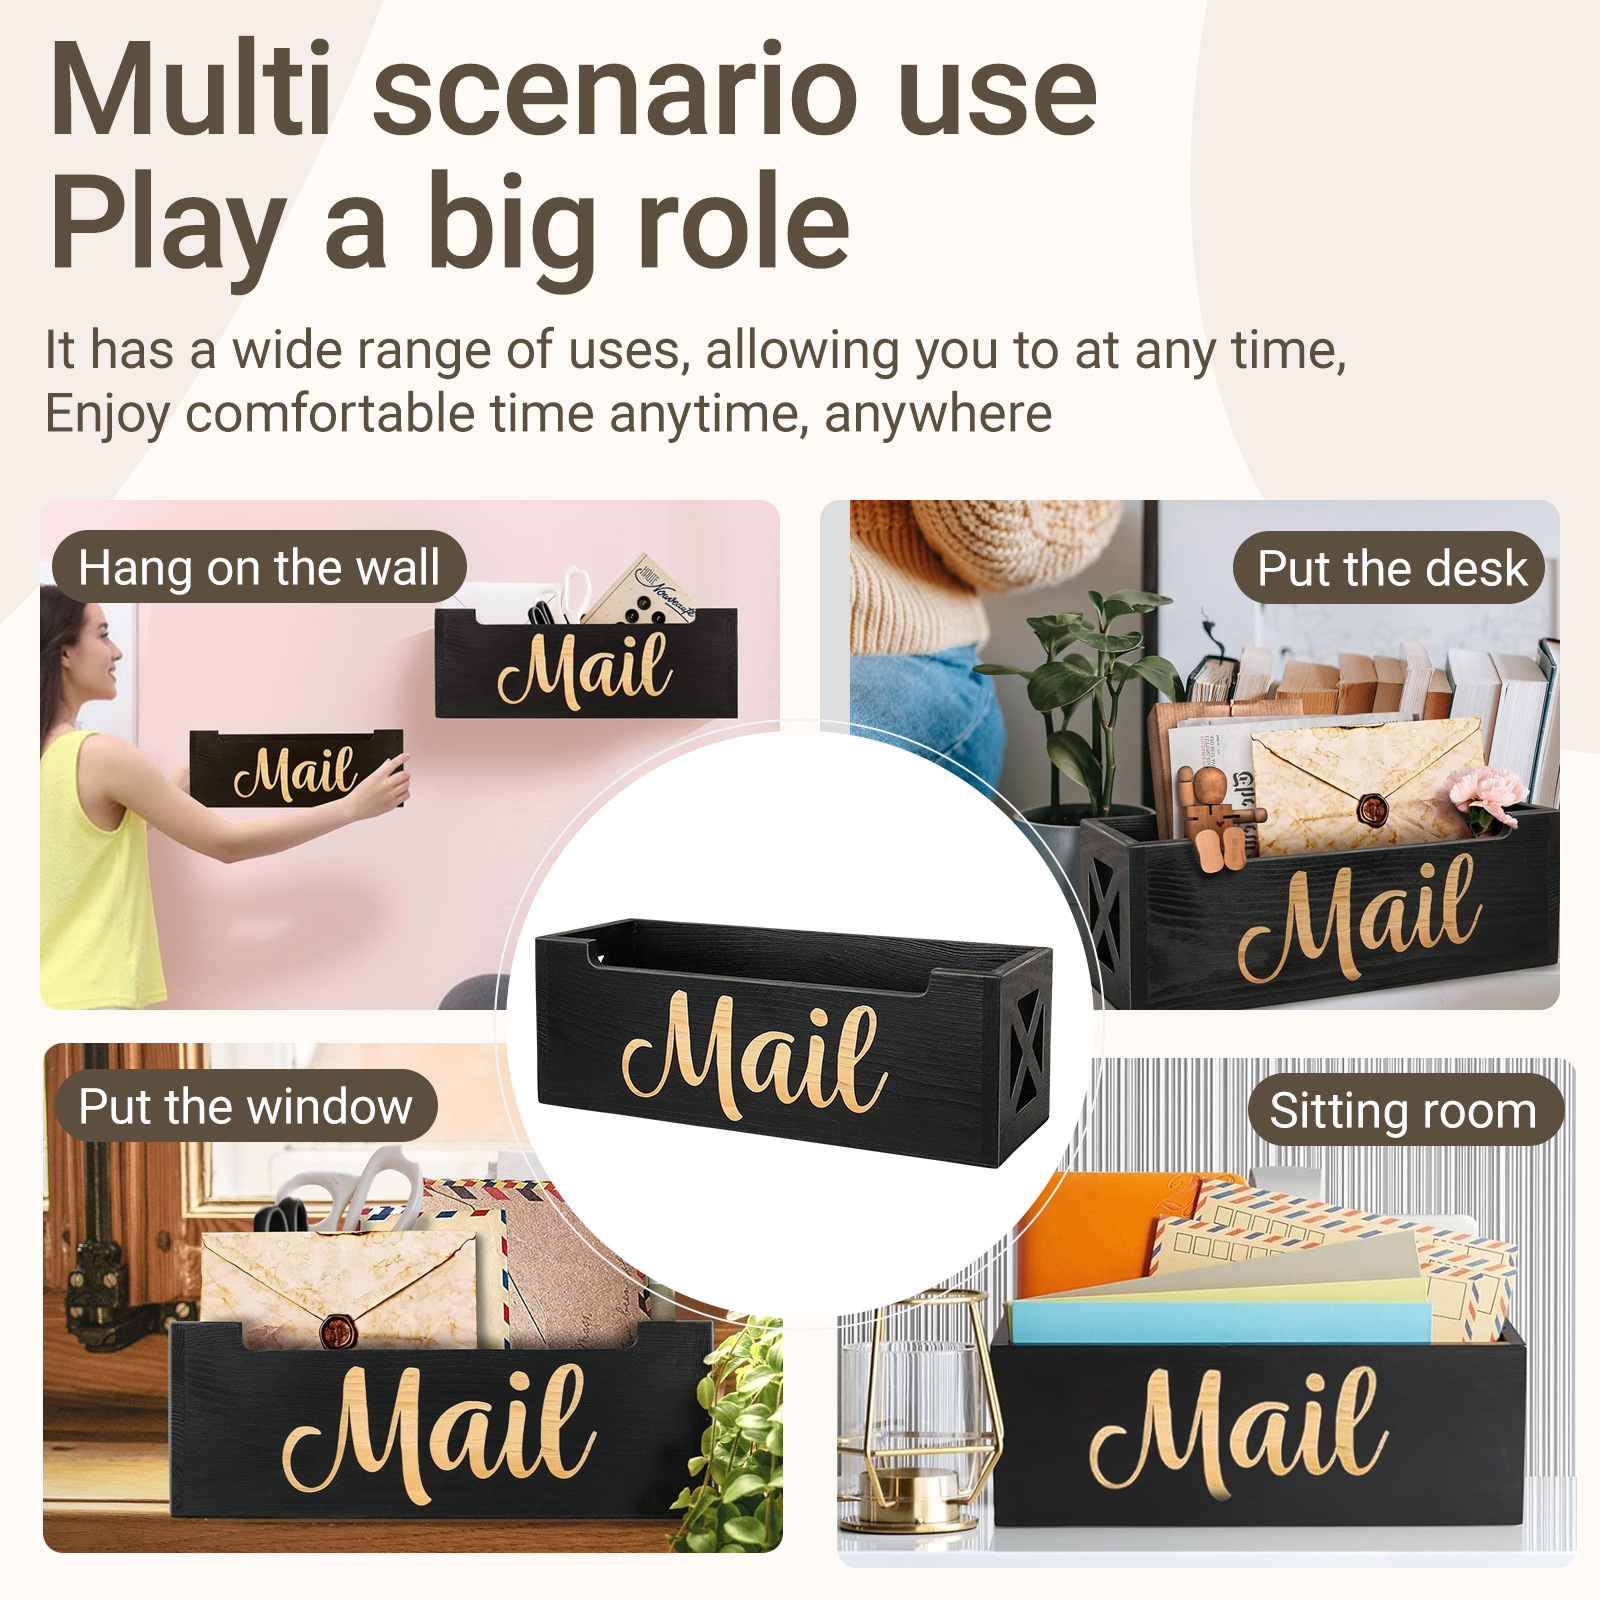 Multi scenario use
Play a big role
It has a wide range of uses, allowing you to at any time,
Enjoy comfortable time anytime, anywhere
Hang on the wall
HAUTE
Nouveauté
Mail
Mail
Put the desk
Mail
Mail
Put the window
Mail
Sitting room
Mail